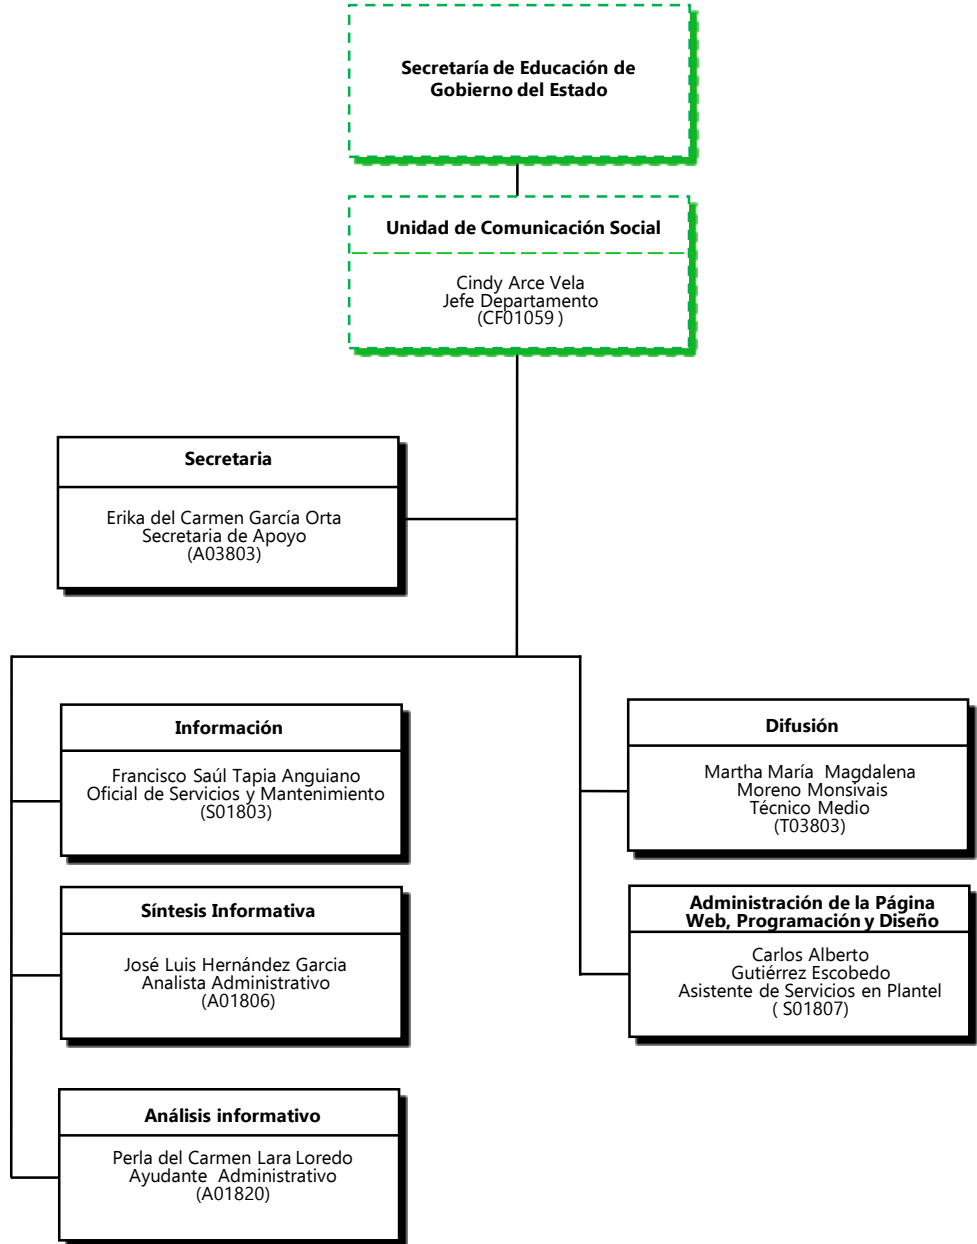 Secretaría de Educación de
Gobierno del Estado
Unidad de Comunicación Social
Cindy Arce Vela
Jefe Departamento
(CF01059 )
Secretaria
Erika del Carmen García Orta
Secretaria de Apoyo
(A03803)
Información
Francisco Saúl Tapia Anguiano
Oficial de Servicios y Mantenimiento
(S01803)
Síntesis Informativa
José Luis Hernández Garcia
Analista Administrativo
(A01806)
Análisis informativo
Perla del Carmen Lara Loredo
Ayudante Administrativo
(A01820)
Difusión
Martha María Magdalena
Moreno Monsivais
Técnico Medio
(T03803)
Administración de la Página
Web, Programación y Diseño
Carlos Alberto
Gutiérrez Escobedo
Asistente de Servicios en Plantel
( S01807)